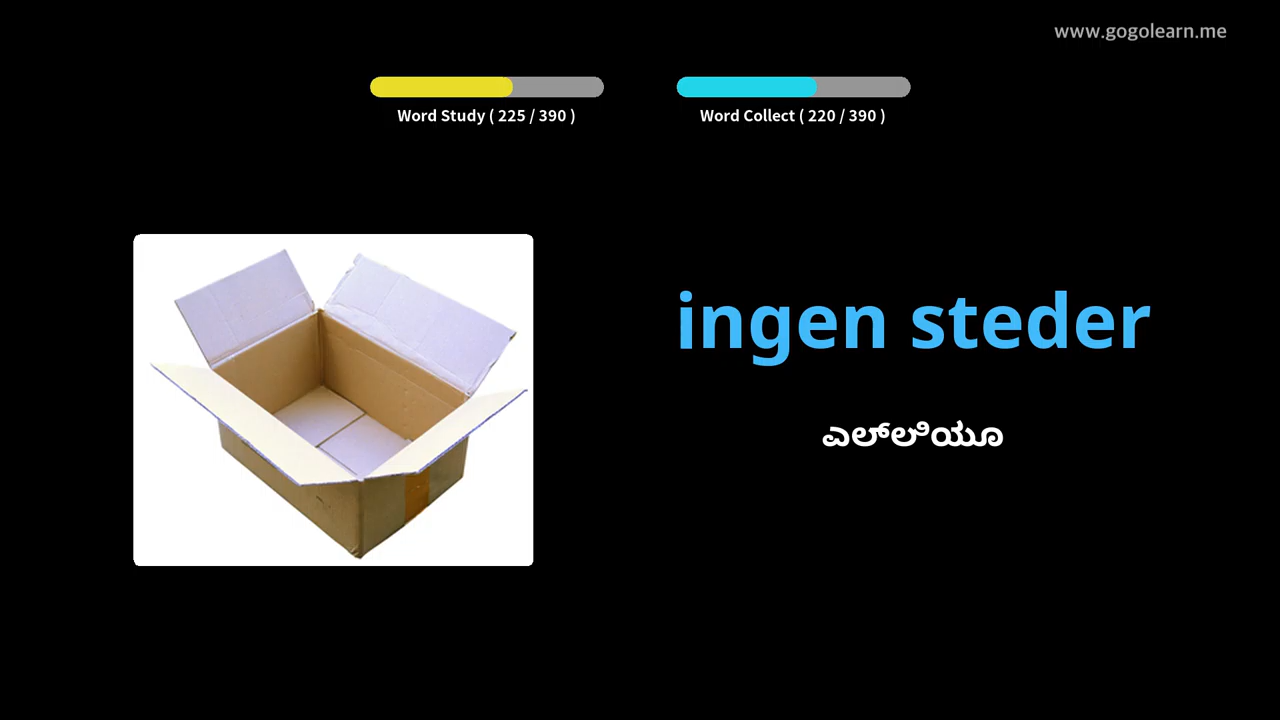 www.gogolearn.me
Word Study ( 225 / 390 )
Word Collect ( 220 / 390 )
ingen steder
ಎಲ್ಲಿಯೂ